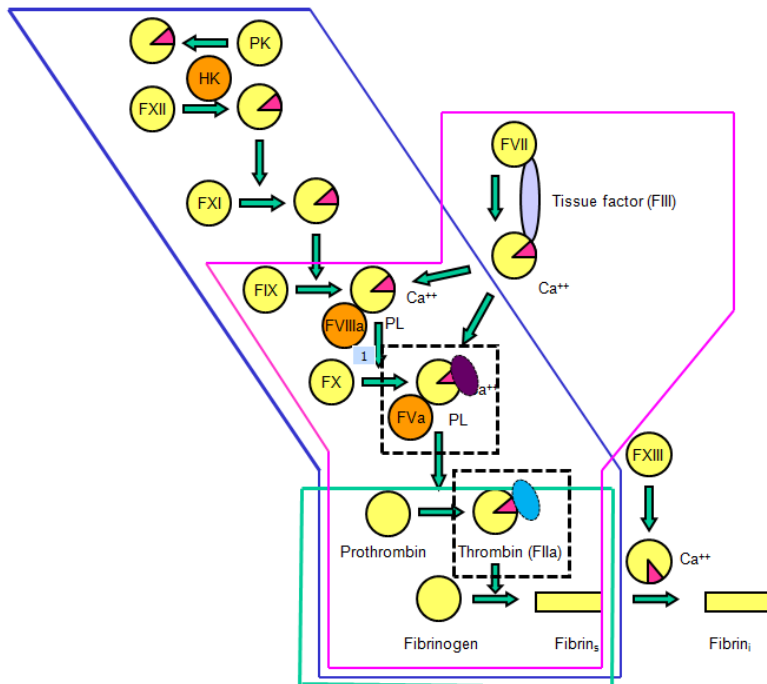 PK
HK
FXII
FVII
FXI
Tissue factor (FIII)
FIX
Ca⁺⁺
Ca⁺⁺
FVIIIa
PL
1
FX
FVa
PL
FXIII
Prothrombin
Thrombin (FIIa)
Ca⁺⁺
Fibrinogen
Fibrinₛ
Fibrinᵢ